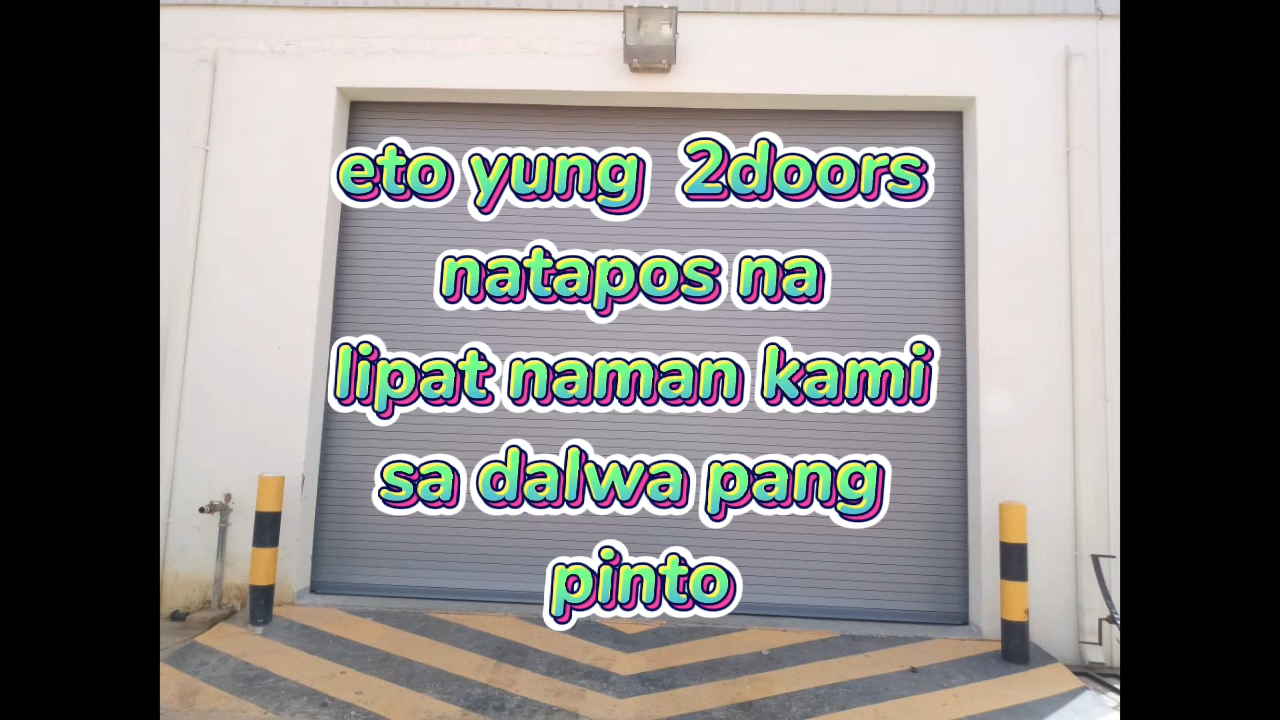 eto yung 2doors
natapos na
lipat naman kami
sa dalwa pang
pinto